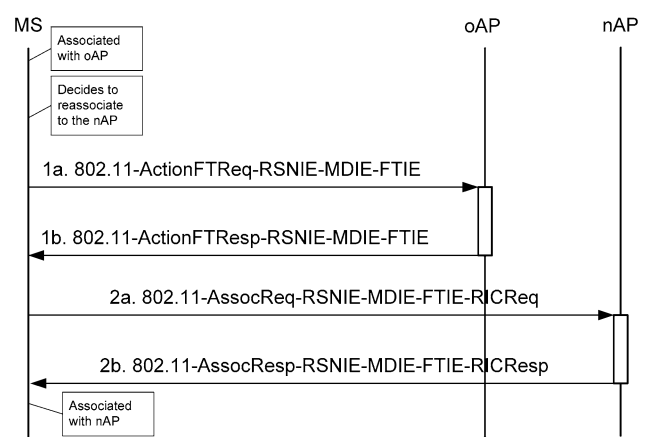 MS oAP nAP
Associated
with oAP
Decides to
reassociate
to the nAP
1a. 802.11-ActionFTReq-RSNIE-MDIE-FTIE
1b. 802.11-ActionFTResp-RSNIE-MDIE-FTIE
2a. 802.11-AssocReq-RSNIE-MDIE-FTIE-RICReq
2b. 802.11-AssocResp-RSNIE-MDIE-FTIE-RICResp
Associated
with nAP